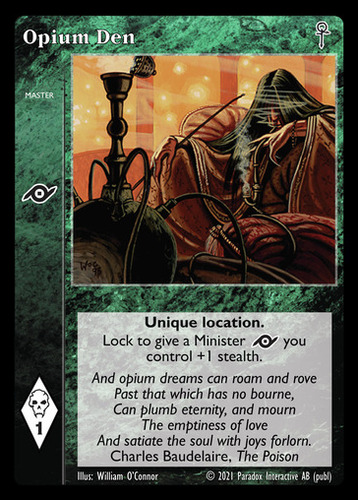 Opium Den
MASTER
Unique location.
Lock to give a Minister you
control +1 stealth.
And opium dreams can roam and rove
Past that which has no bourne,
Can plumb eternity, and mourn
The emptiness of love
And satiate the soul with joys forlorn.
Charles Baudelaire, The Poison
1
Illus: William O'Connor
© 2021 Paradox Interactive AB (publ)